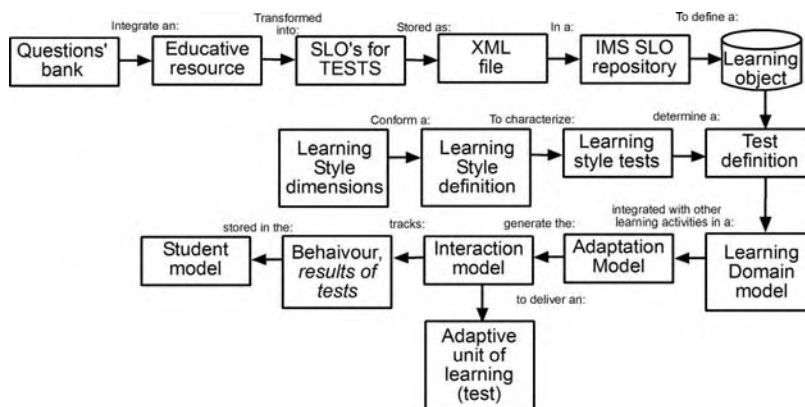 Integrate an:
Transformed
into:
Stored as:
In a:
To define a:
Questions'
bank
Educative
resource
SLO's for
TESTS
XML
file
IMS SLO
repository
Learning
object
Conform a:
To characterize:
determine a:
Learning
Style
dimensions
Learning
Style
definition
Learning
style tests
Test
definition
stored in the:
tracks:
generate the:
integrated with other
learning activities in a:
Student
model
Behaivour,
results of
tests
Interaction
model
Adaptation
Model
Learning
Domain
model
to deliver an:
Adaptive
unit of
learning
(test)